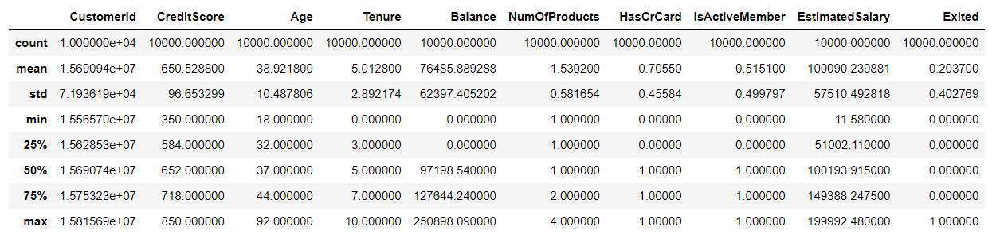 CustomerId CreditScore Age Tenure Balance NumOfProducts HasCrCard IsActiveMember EstimatedSalary Exited
count 1.000000e+04 10000.000000 10000.000000 10000.000000 10000.000000 10000.000000 10000.00000 10000.000000 10000.000000 10000.000000
mean 1.569094e+07 650.528800 38.921800 5.012800 76485.889288 1.530200 0.70550 0.515100 100090.239881 0.203700
std 7.193619e+04 96.653299 10.487806 2.892174 62397.405202 0.581654 0.45584 0.499797 57510.492818 0.402769
min 1.556570e+07 350.000000 18.000000 0.000000 0.000000 1.000000 0.00000 0.000000 11.580000 0.000000
25% 1.562853e+07 584.000000 32.000000 3.000000 0.000000 1.000000 0.00000 0.000000 51002.110000 0.000000
50% 1.569074e+07 652.000000 37.000000 5.000000 97198.540000 1.000000 1.00000 1.000000 100193.915000 0.000000
75% 1.575323e+07 718.000000 44.000000 7.000000 127644.240000 2.000000 1.00000 1.000000 149388.247500 0.000000
max 1.581569e+07 850.000000 92.000000 10.000000 250898.090000 4.000000 1.00000 1.000000 199992.480000 1.000000